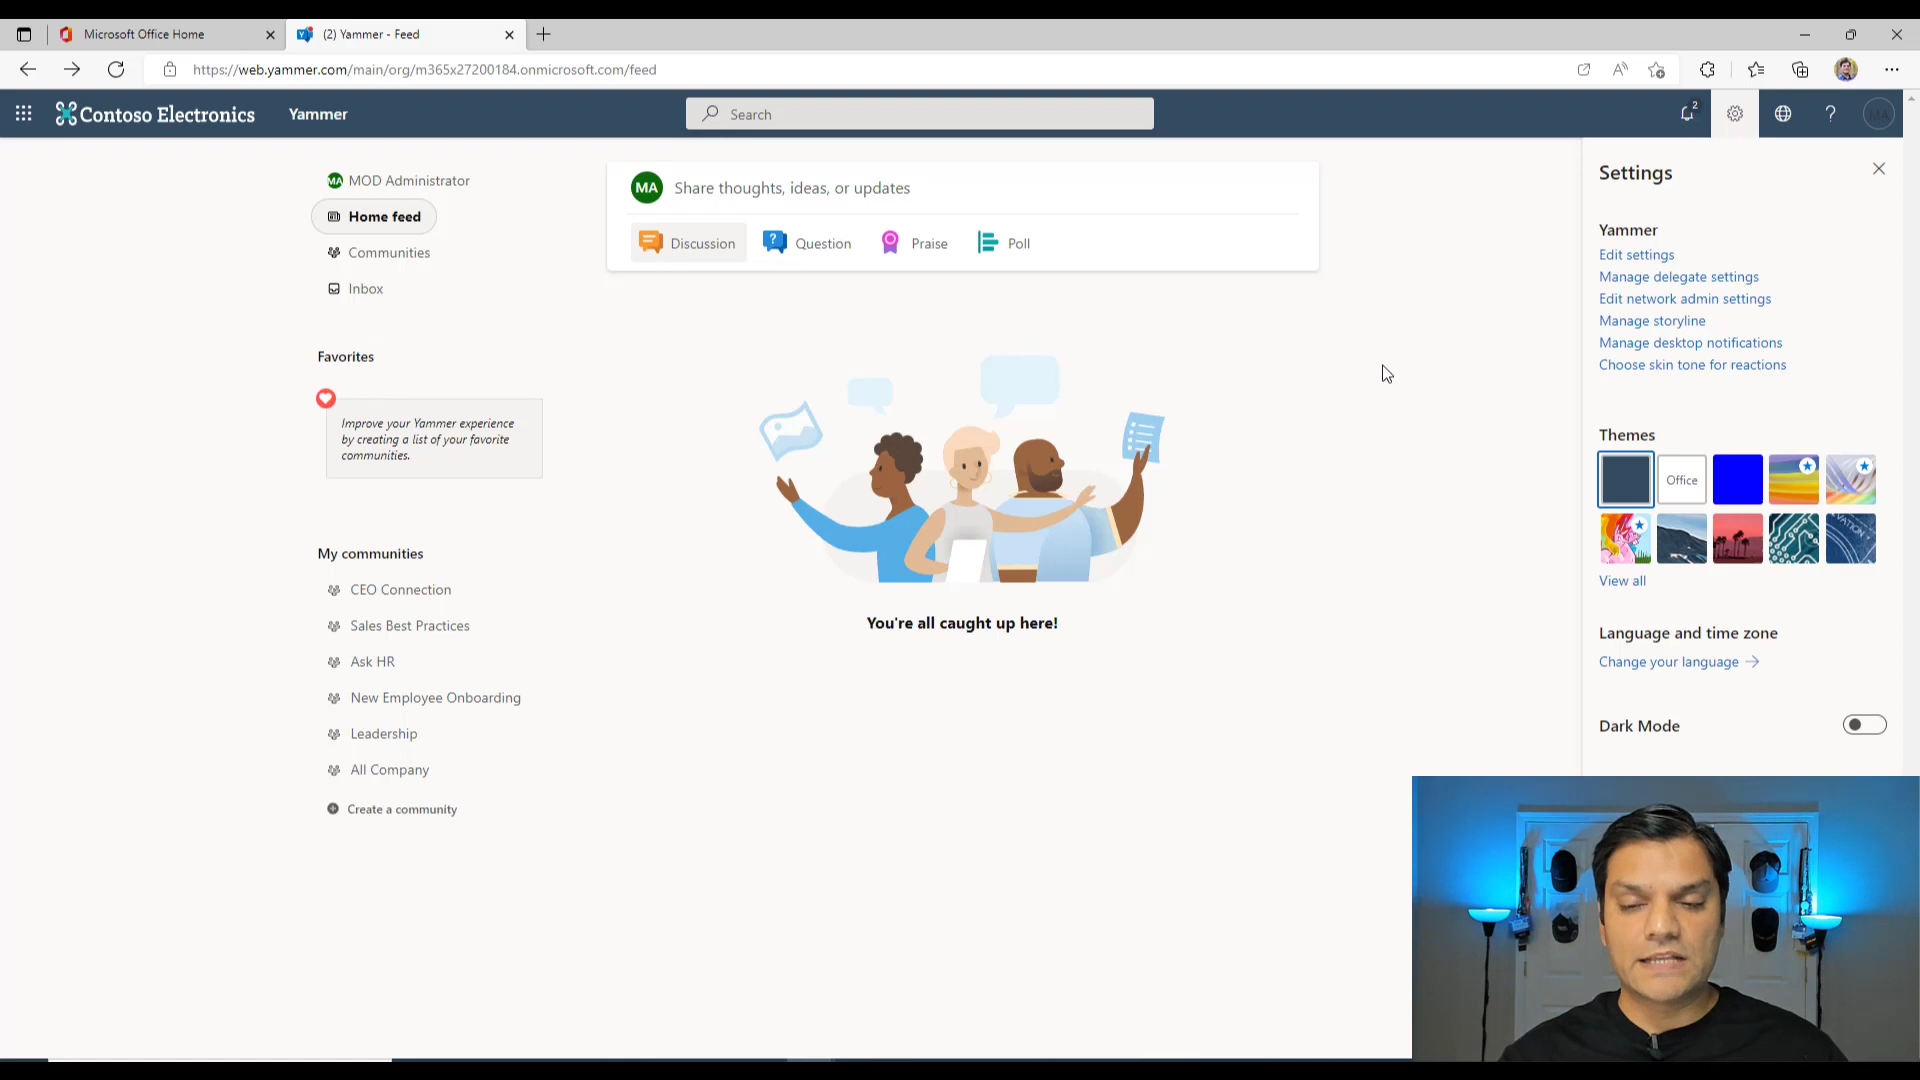 Microsoft Office Home
(2) Yammer - Feed
https://web.yammer.com/main/org/m365x27200184.onmicrosoft.com/feed
Contoso Electronics
Yammer
Search
2
?
MA
MOD Administrator
Home feed
Communities
Inbox
Favorites
Improve your Yammer experience
by creating a list of your favorite
communities.
My communities
CEO Connection
Sales Best Practices
Ask HR
New Employee Onboarding
Leadership
All Company
Create a community
MA
Share thoughts, ideas, or updates
Discussion
Question
Praise
Poll
You're all caught up here!
Settings
Yammer
Edit settings
Manage delegate settings
Edit network admin settings
Manage storyline
Manage desktop notifications
Choose skin tone for reactions
Themes
Office
View all
Language and time zone
Change your language
Dark Mode